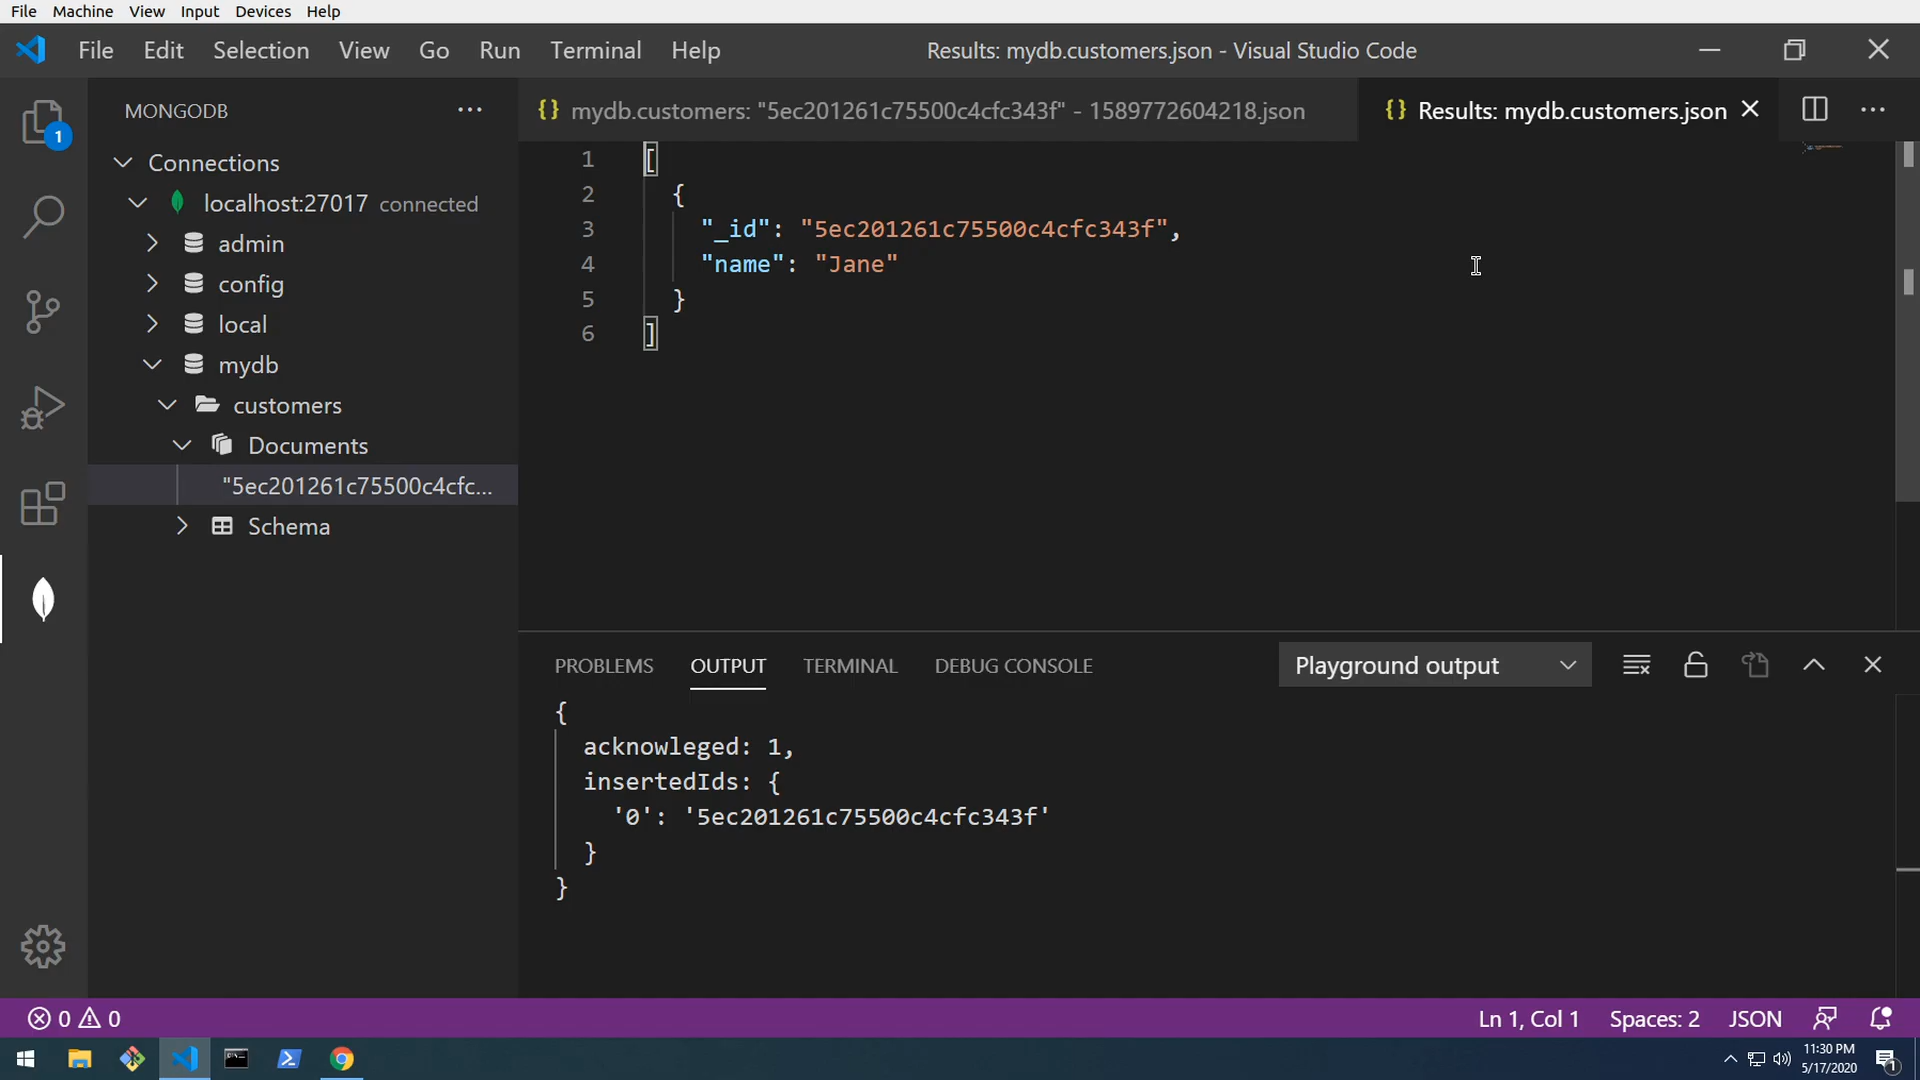 File Machine View Input Devices Help
File Edit Selection View Go Run Terminal Help Results: mydb.customers.json - Visual Studio Code
1
MONGODB
Connections
localhost:27017 connected
admin
config
local
mydb
customers
Documents
"5ec201261c75500c4cfc...
Schema
{} mydb.customers: "5ec201261c75500c4cfc343f" - 1589772604218.json
{} Results: mydb.customers.json
1 [
2 {
3 "_id": "5ec201261c75500c4cfc343f",
4 "name": "Jane"
5 }
6 ]
PROBLEMS OUTPUT TERMINAL DEBUG CONSOLE Playground output
{
acknowleged: 1,
insertedIds: {
'0': '5ec201261c75500c4cfc343f'
}
}
0 0 Ln 1, Col 1 Spaces: 2 JSON
11:30 PM
5/17/2020
1